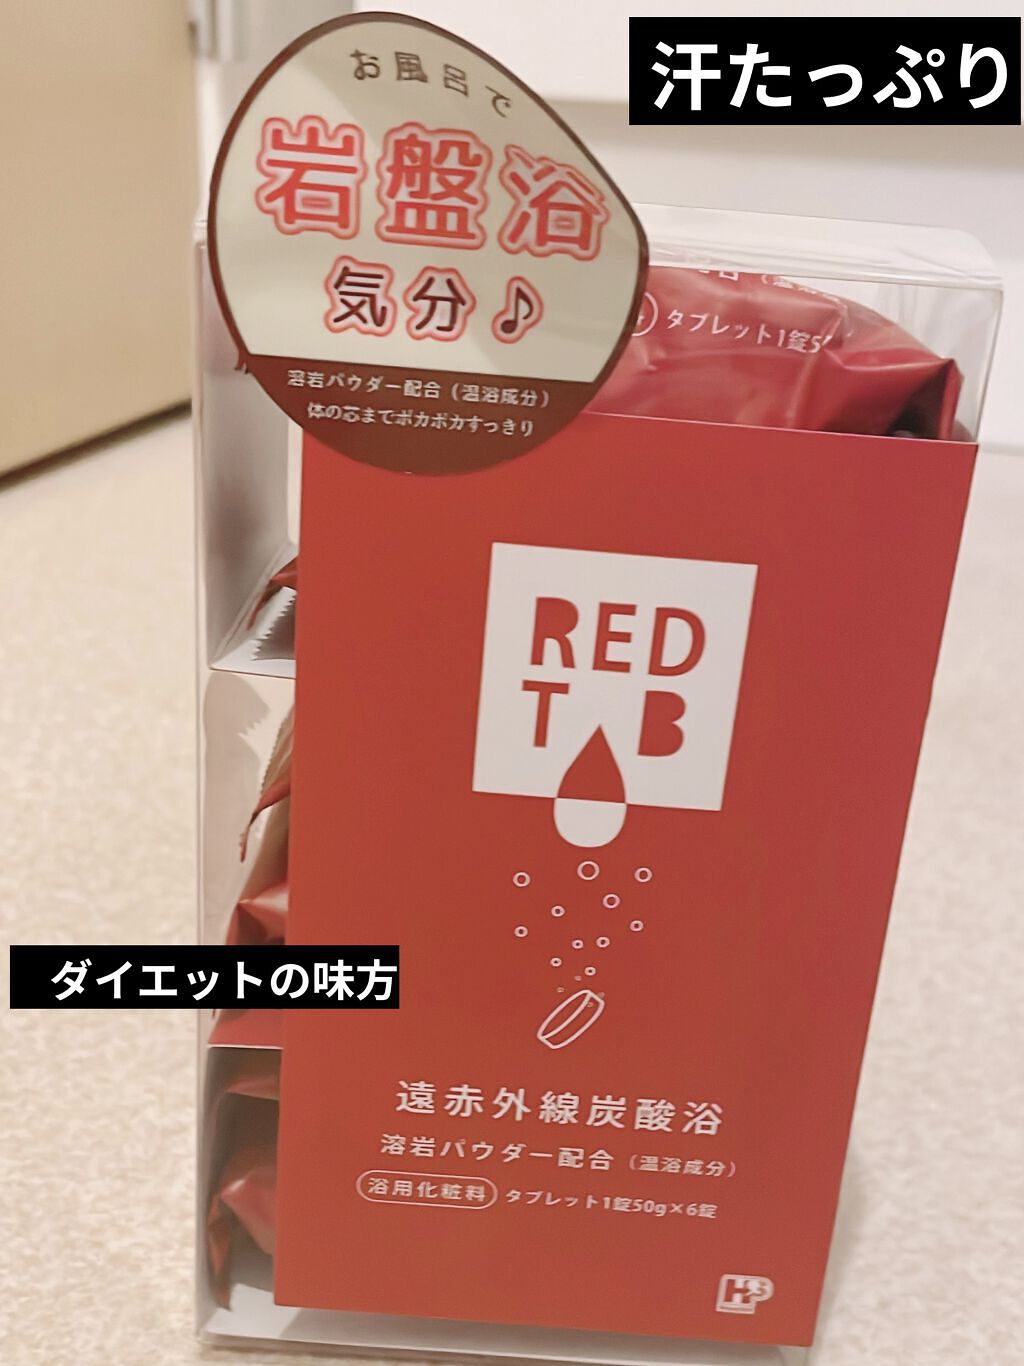 汗たっぷり
お風呂で
岩盤浴
気分♪
溶岩パウダー配合（温浴成分）
体の芯までポカポカすっきり
タブレット1錠5
RED
TAB
ダイエットの味方
遠赤外線炭酸浴
溶岩パウダー配合（温浴成分）
浴用化粧料 タブレット1錠50g×6錠